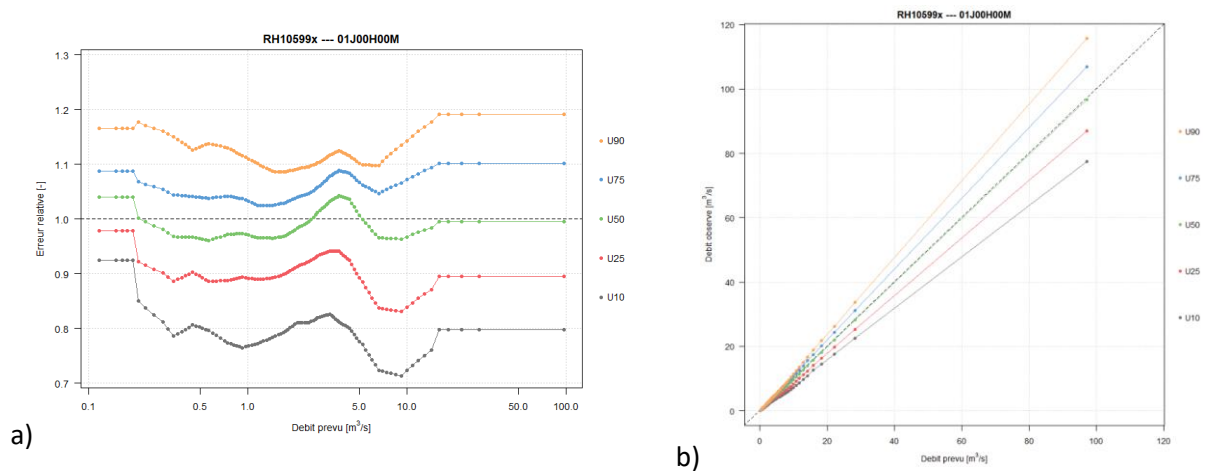 RH10599x --- 01J00H00M
1.3
1.2
1.1
1.0
0.9
0.8
0.7
Erreur relative [-]
0.1 0.5 1.0 5.0 10.0 50.0 100.0
Debit prevu [m³/s]
U90
U75
U50
U25
U10
a)
RH10599x --- 01J00H00M
120
100
80
60
40
20
0
Debit observe [m³/s]
0 20 40 60 80 100 120
Debit prevu [m³/s]
U90
U75
U50
U25
U10
b)